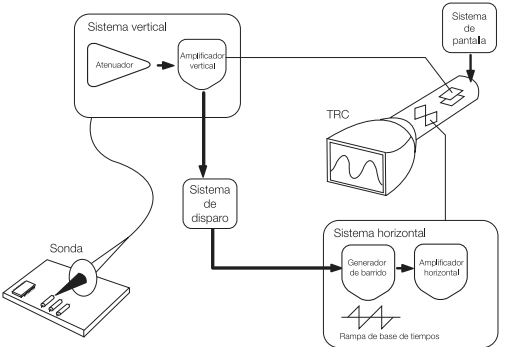 Sistema vertical
Atenuador
Amplificador
vertical
Sistema
de
pantalla
TRC
Sistema
de
disparo
Sonda
Sistema horizontal
Generador
de barrido
Amplificador
horizontal
Rampa de base de tiempos